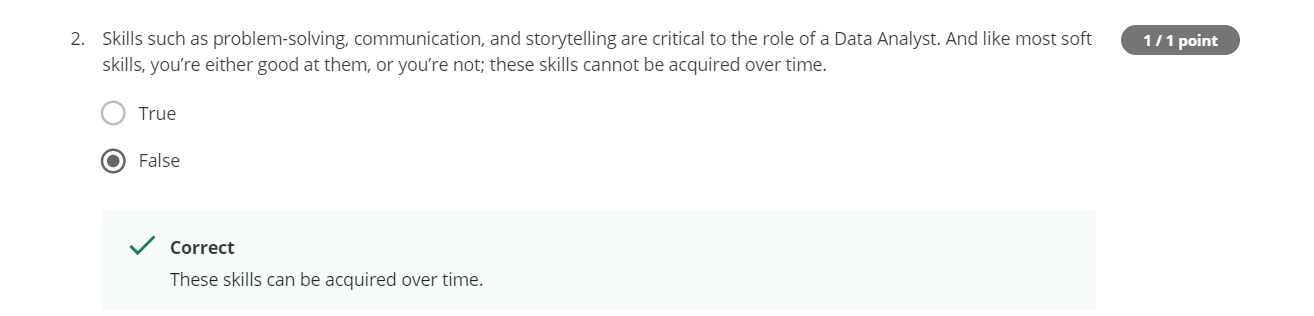 2. Skills such as problem-solving, communication, and storytelling are critical to the role of a Data Analyst. And like most soft
1 / 1 point
skills, you’re either good at them, or you’re not; these skills cannot be acquired over time.
True
False
Correct
These skills can be acquired over time.